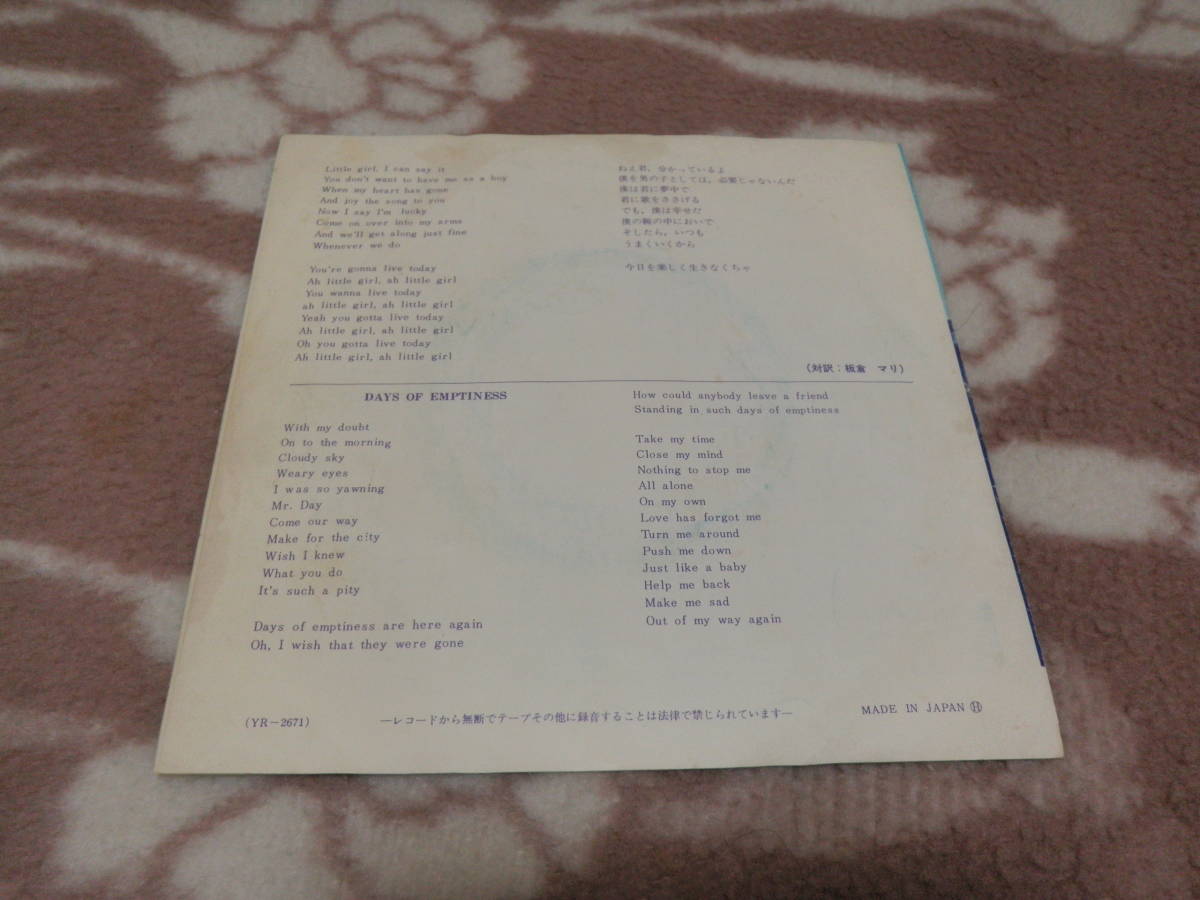 Little girl, I can say it
You don't want to have me as a boy
When my heart has gone
And joy the song to you
Now I say I'm lucky
Come on over into my arms
And we'll get along just fine
Whenever we do
You're gonna live today
Ah little girl, ah little girl
You wanna live today
ah little girl, ah little girl
Yeah you gotta live today
Ah little girl, ah little girl
Oh you gotta live today
Ah little girl, ah little girl
ねえ君、分かっているよ
僕を男の子としては、必要じゃないんだ
僕は君に夢中で
君に歌をささげる
でも、僕は幸せだ
僕の腕の中においで
そしたら、いつも
うまくいくから
今日を楽しく生きなくちゃ
(対訳：板倉 マリ)
DAYS OF EMPTINESS
With my doubt
On to the morning
Cloudy sky
Weary eyes
I was so yawning
Mr. Day
Come our way
Make for the city
Wish I knew
What you do
It's such a pity
Days of emptiness are here again
Oh, I wish that they were gone
How could anybody leave a friend
Standing in such days of emptiness
Take my time
Close my mind
Nothing to stop me
All alone
On my own
Love has forgot me
Turn me around
Push me down
Just like a baby
Help me back
Make me sad
Out of my way again
(YR-2671)
—レコードから無断でテープその他に録音することは法律で禁じられています—
MADE IN JAPAN Ⓗ